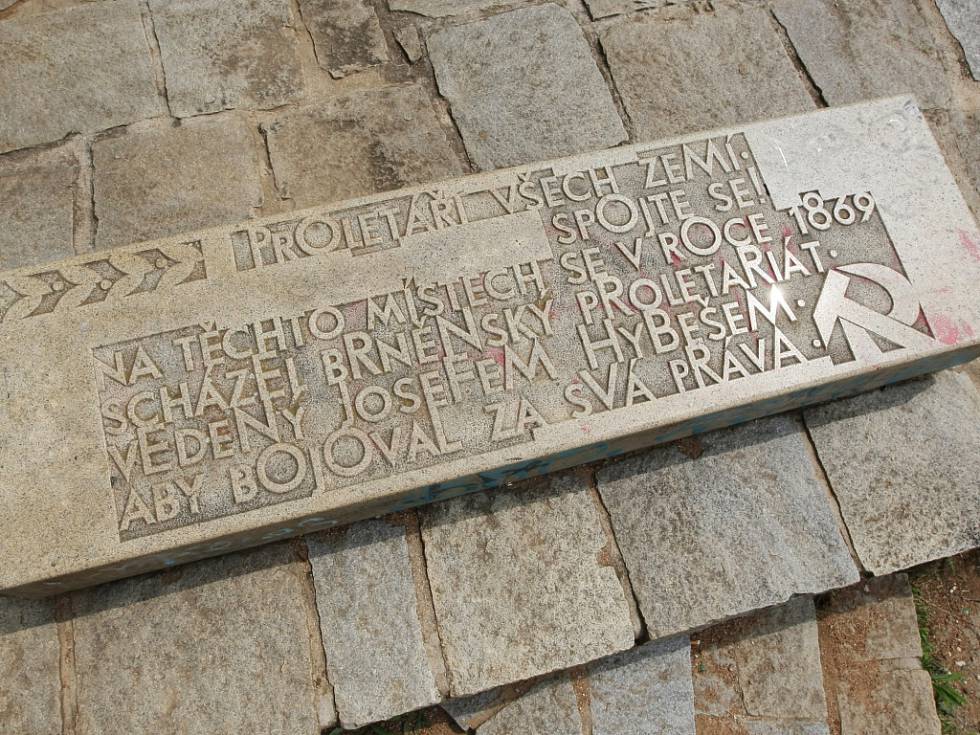 PROLETÁŘI VŠECH ZEMÍ.
SPOJTE SE!
NA TĚCHTO MÍSTECH SE V ROCE 1869
SCHÁZEL BRNĚNSKÝ PROLETARIÁT.
VEDENÝ JOSEFEM HYBEŠEM.
ABY BOJOVAL ZA SVÁ PRÁVA.